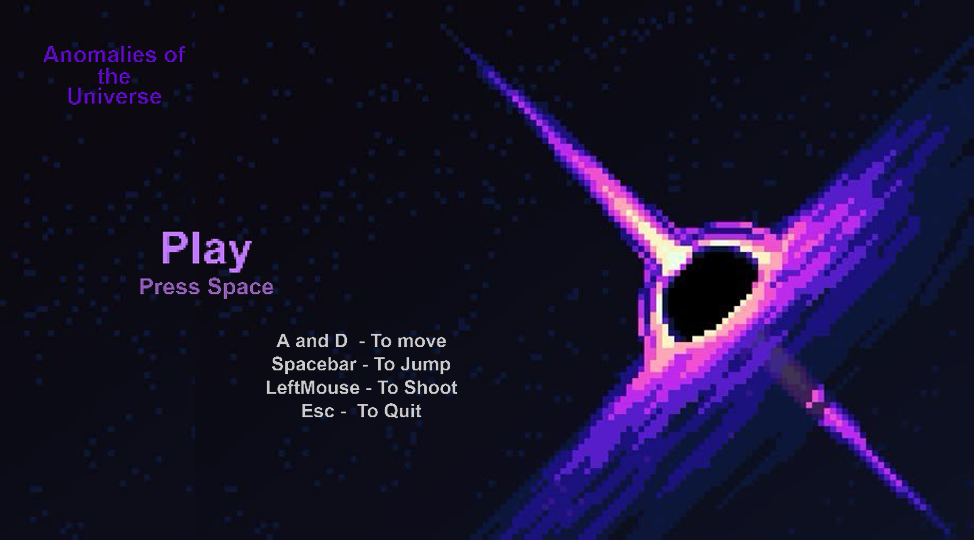 Anomalies of
the
Universe
Play
Press Space
A and D - To move
Spacebar - To Jump
LeftMouse - To Shoot
Esc - To Quit